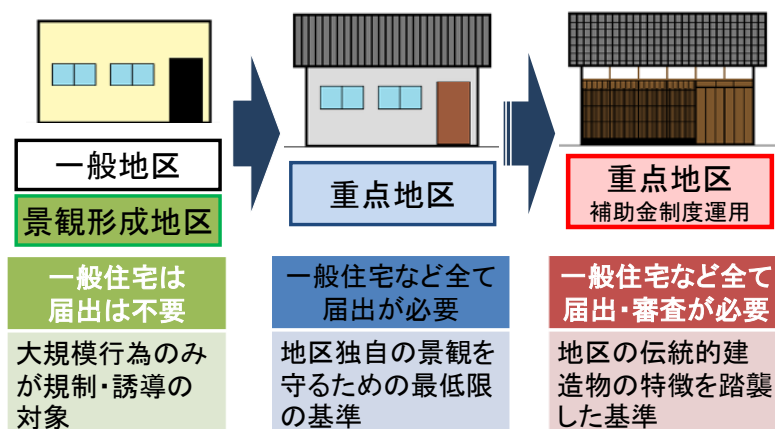 一般地区
景観形成地区
一般住宅は
届出は不要
大規模行為のみ
が規制・誘導の
対象
重点地区
一般住宅など全て
届出が必要
地区独自の景観を
守るための最低限
の基準
重点地区
補助金制度運用
一般住宅など全て
届出・審査が必要
地区の伝統的建
造物の特徴を踏襲
した基準